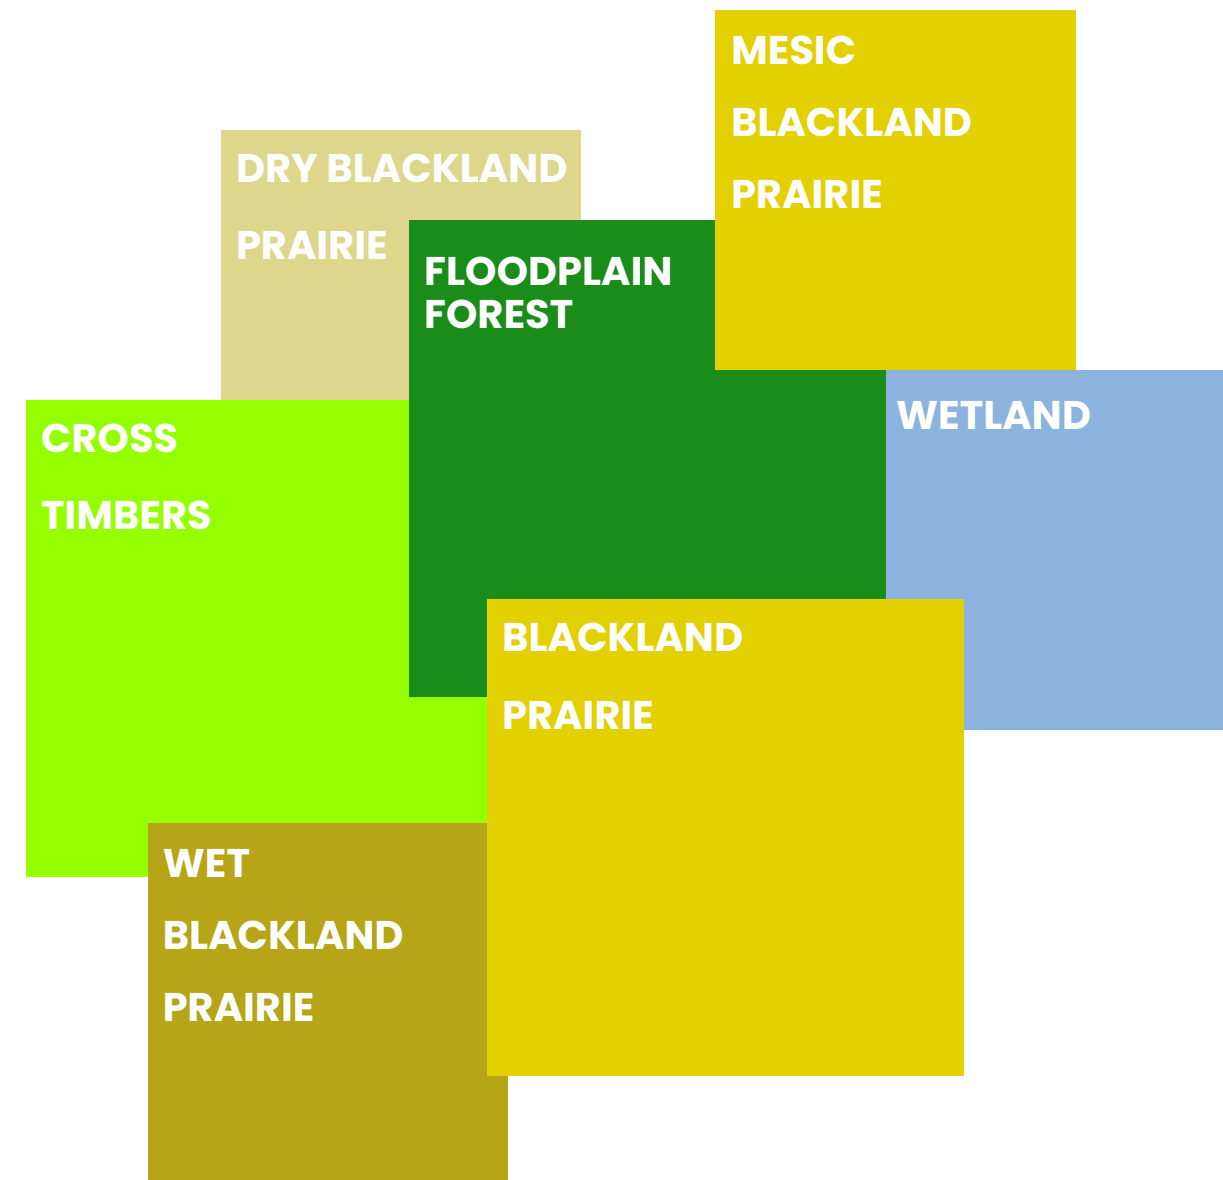 MESIC
BLACKLAND
PRAIRIE
DRY BLACKLAND
PRAIRIE
FLOODPLAIN
FOREST
WETLAND
CROSS
TIMBERS
BLACKLAND
PRAIRIE
WET
BLACKLAND
PRAIRIE